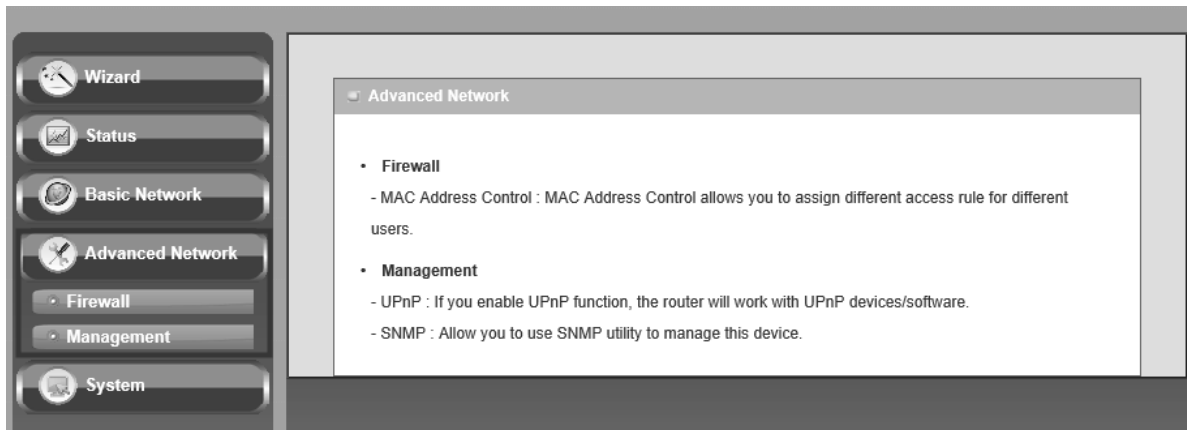 Wizard
Status
Basic Network
Advanced Network
Firewall
Management
System
Advanced Network
• Firewall
- MAC Address Control : MAC Address Control allows you to assign different access rule for different
users.
• Management
- UPnP : If you enable UPnP function, the router will work with UPnP devices/software.
- SNMP : Allow you to use SNMP utility to manage this device.